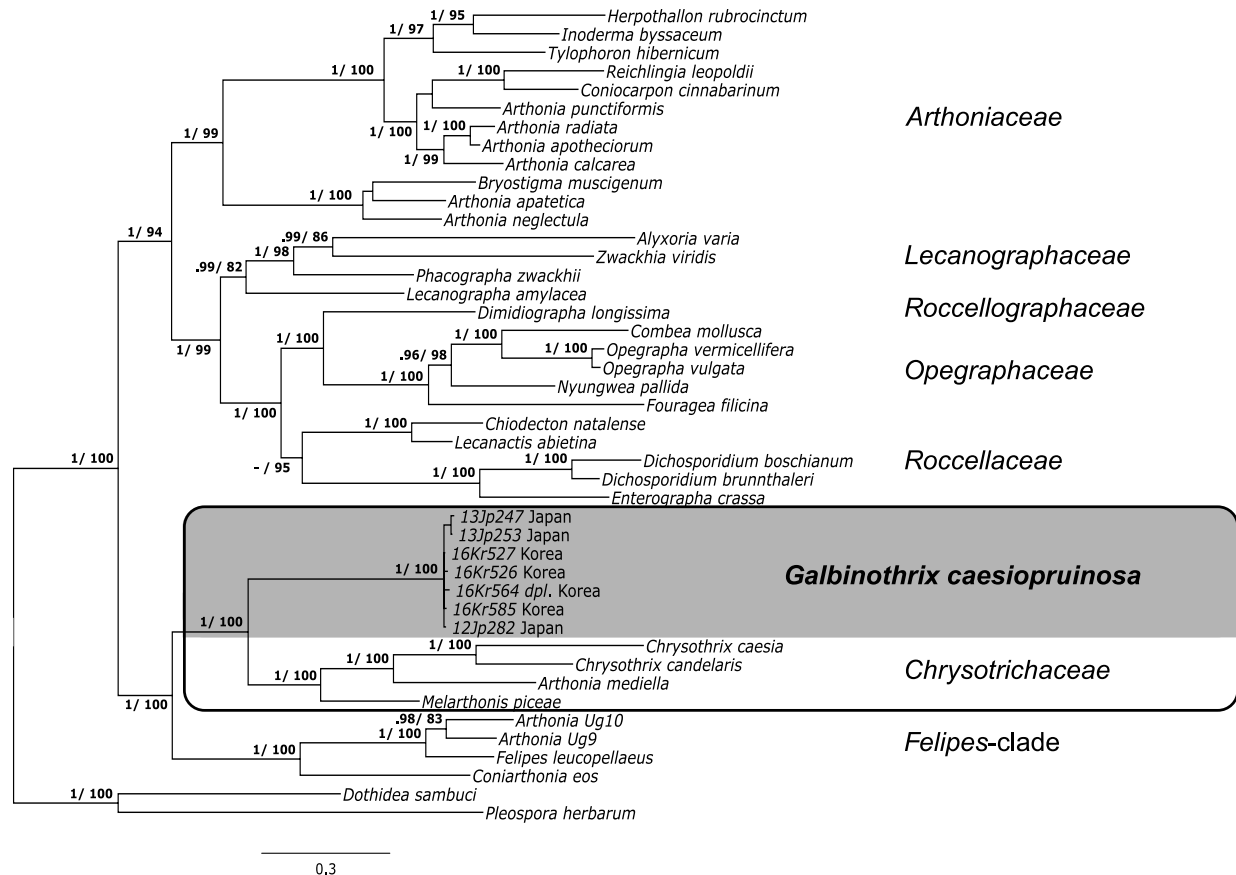 1/ 95
Herpothallon rubrocinctum
1/ 97
Inoderma byssaceum
Tylophoron hibernicum
1/ 100
1/ 100
Reichlingia leopoldii
Coniocarpon cinnabarinum
Arthonia punctiformis
1/ 100
1/ 100
Arthonia radiata
Arthonia apotheciorum
1/ 99
Arthonia calcarea
Arthoniaceae
1/ 99
1/ 100
Bryostigma muscigenum
Arthonia apatetica
Arthonia neglectula
1/ 94
.99/ 86
Alyxoria varia
1/ 98
Zwackhia viridis
.99/ 82
Phacographa zwackhii
Lecanographa amylacea
Lecanographaceae
1/ 99
1/ 100
Dimidiographa longissima
Roccellographaceae
1/ 100
Combea mollusca
1/ 100
Opegrapha vermicellifera
.96/ 98
Opegrapha vulgata
1/ 100
Nyungwea pallida
Fouragea filicina
Opegraphaceae
1/ 100
1/ 100
Chiodecton natalense
Lecanactis abietina
- / 95
1/ 100
Dichosporidium boschianum
1/ 100
Dichosporidium brunnthaleri
Enterographa crassa
Roccellaceae
1/ 100
13Jp247 Japan
13Jp253 Japan
16Kr527 Korea
1/ 100
16Kr526 Korea
16Kr564 dpl. Korea
16Kr585 Korea
12Jp282 Japan
Galbinothrix caesiopruinosa
1/ 100
1/ 100
Chrysothrix caesia
1/ 100
Chrysothrix candelaris
1/ 100
Arthonia mediella
Melarthonis piceae
Chrysotrichaceae
1/ 100
.98/ 83
Arthonia Ug10
1/ 100
Arthonia Ug9
1/ 100
Felipes leucopellaeus
Coniarthonia eos
Felipes-clade
1/ 100
Dothidea sambuci
Pleospora herbarum
0.3